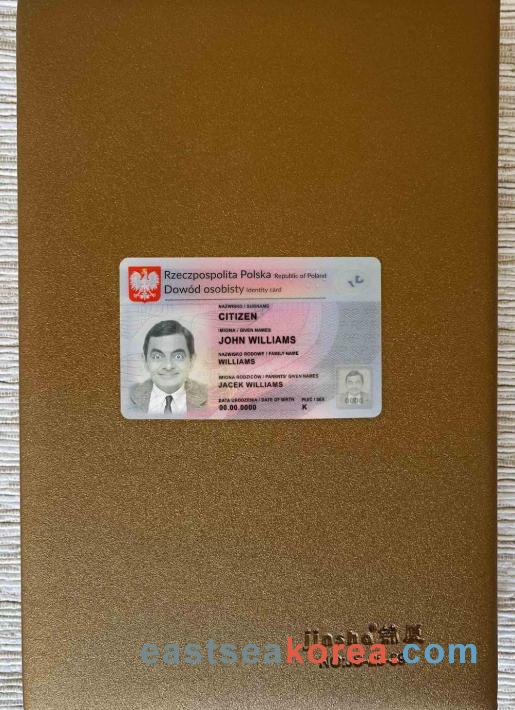 Rzeczpospolita Polska Republic of Poland
Dowód osobisty Identity card
NAZWISKO / SURNAME
CITIZEN
IMIONA / GIVEN NAMES
JOHN WILLIAMS
NAZWISKO RODOWE / FAMILY NAME
WILLIAMS
IMIONA RODZICÓW / PARENTS' GIVEN NAMES
JACEK WILLIAMS
DATA URODZENIA / DATE OF BIRTH PŁEĆ / SEX
00.00.0000 K
0000
jinshe
eastseakorea.com